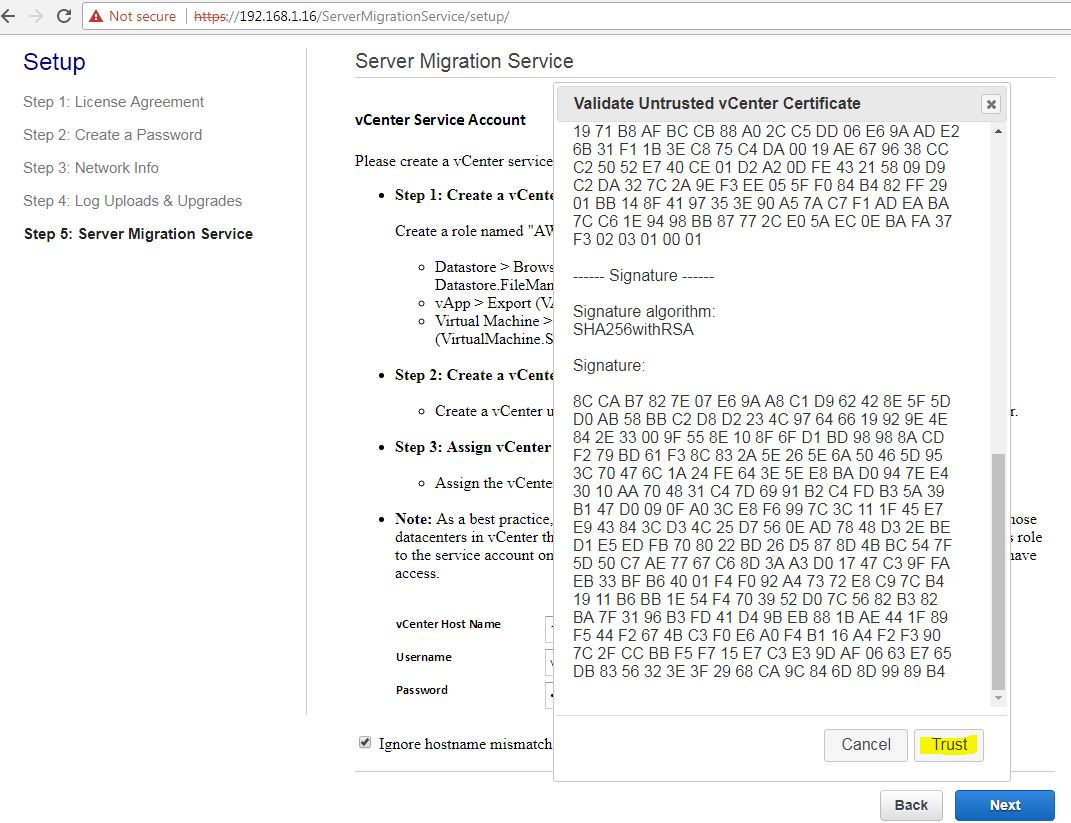 Not secure | https://192.168.1.16/ServerMigrationService/setup/
Setup
Step 1: License Agreement
Step 2: Create a Password
Step 3: Network Info
Step 4: Log Uploads & Upgrades
Step 5: Server Migration Service
Server Migration Service
vCenter Service Account
Please create a vCenter service
• Step 1: Create a vCente
Create a role named "AW
Datastore > Brows
Datastore.FileMan
vApp > Export (VA
Virtual Machine >
(VirtualMachine.S
• Step 2: Create a vCente
Create a vCenter u
r.
• Step 3: Assign vCenter
Assign the vCente
• Note: As a best practice,
hose
datacenters in vCenter th
s role
to the service account on
have
access.
vCenter Host Name
Username
Password
Ignore hostname mismatch
Validate Untrusted vCenter Certificate
19 71 B8 AF BC CB 88 A0 2C C5 DD 06 E6 9A AD E2
6B 31 F1 1B 3E C8 75 C4 DA 00 19 AE 67 96 38 CC
C2 50 52 E7 40 CE 01 D2 A2 0D FE 43 21 58 09 D9
C2 DA 32 7C 2A 9E F3 EE 05 5F F0 84 B4 82 FF 29
01 BB 14 8F 41 97 35 3E 90 A5 7A C7 F1 AD EA BA
7C C6 1E 94 98 BB 87 77 2C E0 5A EC 0E BA FA 37
F3 02 03 01 00 01
------ Signature ------
Signature algorithm:
SHA256withRSA
Signature:
8C CA B7 82 7E 07 E6 9A A8 C1 D9 62 42 8E 5F 5D
D0 AB 58 BB C2 D8 D2 23 4C 97 64 66 19 92 9E 4E
84 2E 33 00 9F 55 8E 10 8F 6F D1 BD 98 98 8A CD
F2 79 BD 61 F3 8C 83 2A 5E 26 5E 6A 50 46 5D 95
3C 70 47 6C 1A 24 FE 64 3E 5E E8 BA D0 94 7E E4
30 10 AA 70 48 31 C4 7D 69 91 B2 C4 FD B3 5A 39
B1 47 D0 09 0F A0 3C E8 F6 99 7C 3C 11 1F 45 E7
E9 43 84 3C D3 4C 25 D7 56 0E AD 78 48 D3 2E BE
D1 E5 ED FB 70 80 22 BD 26 D5 87 8D 4B BC 54 7F
5D 50 C7 AE 77 67 C6 8D 3A A3 D0 17 47 C3 9F FA
EB 33 BF B6 40 01 F4 F0 92 A4 73 72 E8 C9 7C B4
19 11 B6 BB 1E 54 F4 70 39 52 D0 7C 56 82 B3 82
BA 7F 31 96 B3 FD 41 D4 9B EB 88 1B AE 44 1F 89
F5 44 F2 67 4B C3 F0 E6 A0 F4 B1 16 A4 F2 F3 90
7C 2F CC BB F5 F7 15 E7 C3 E3 9D AF 06 63 E7 65
DB 83 56 32 3E 3F 29 68 CA 9C 84 6D 8D 99 89 B4
Cancel
Trust
Back
Next